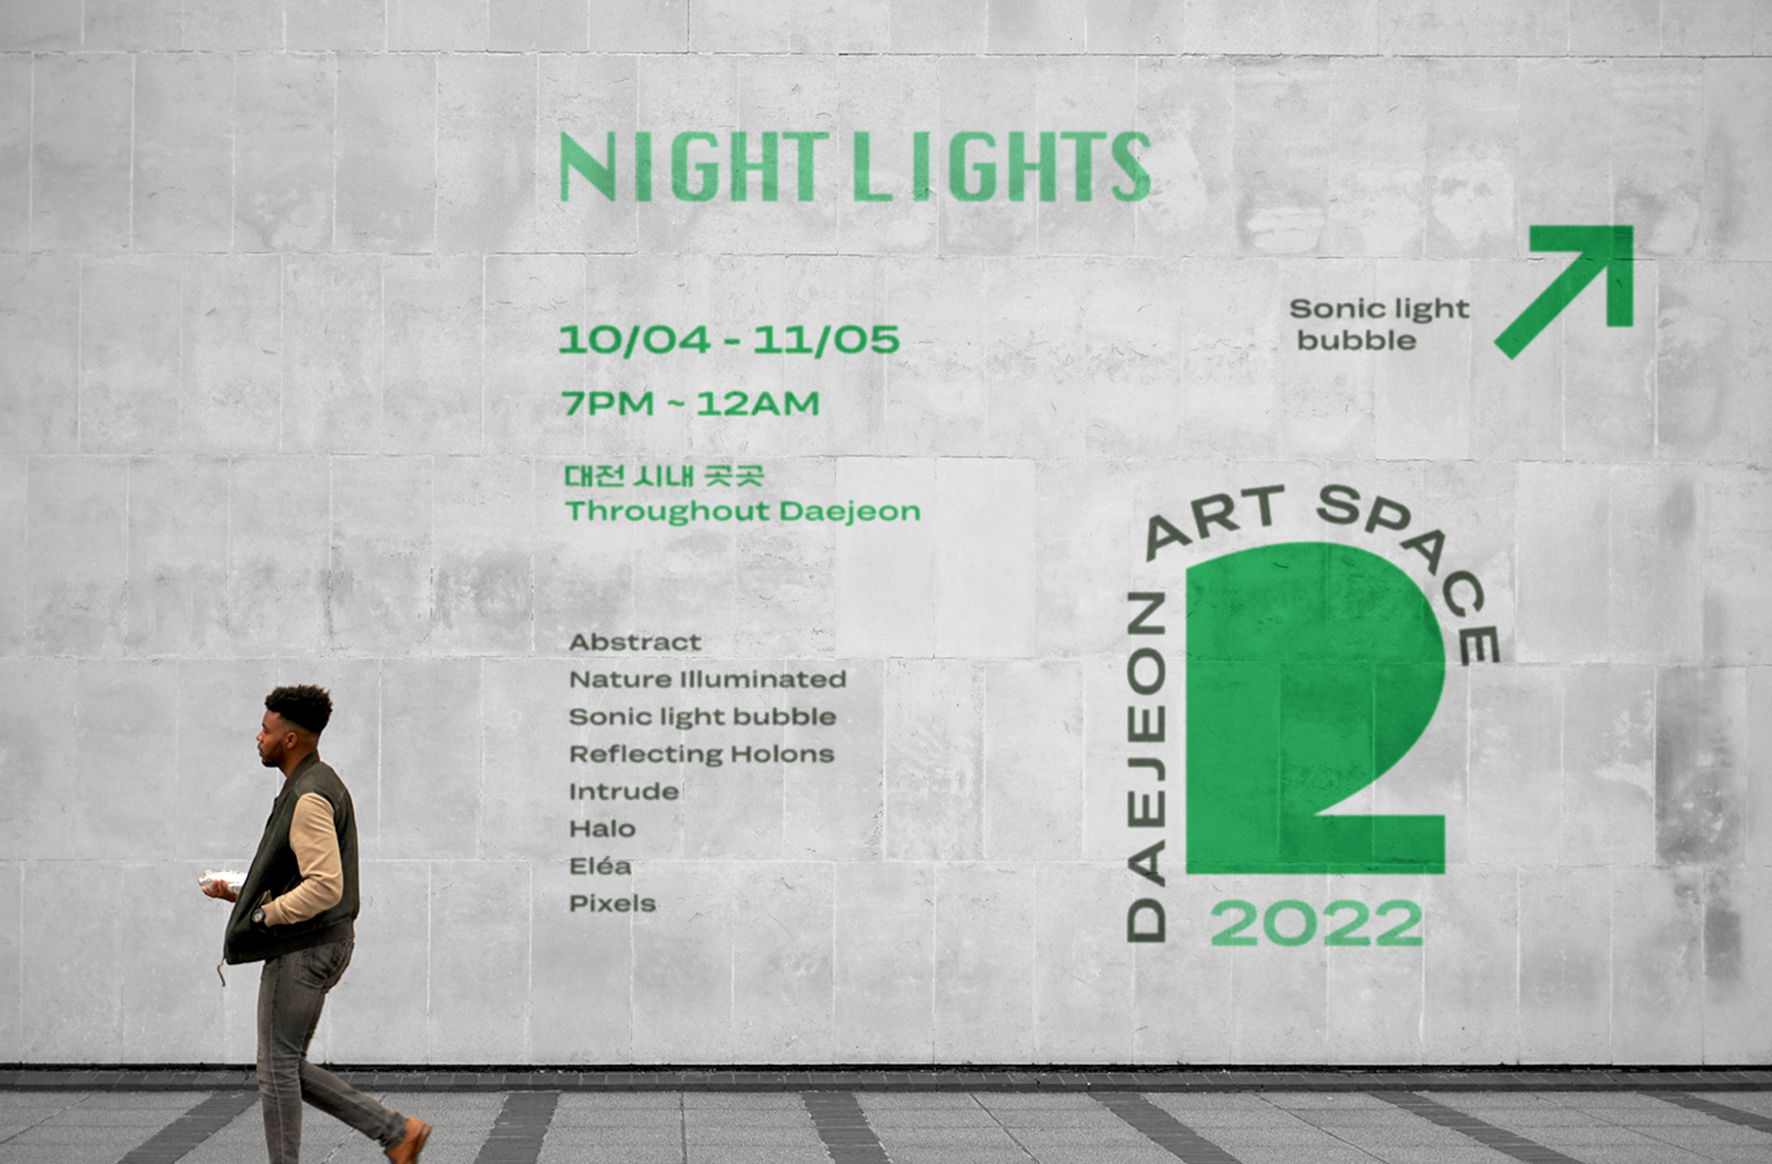 NIGHT LIGHTS
10/04 - 11/05
7PM ~ 12AM
대전 시내 곳곳
Throughout Daejeon
Abstract
Nature Illuminated
Sonic light bubble
Reflecting Holons
Intrude
Halo
Eléa
Pixels
Sonic light
bubble
DAEJEON ART SPACE
2022